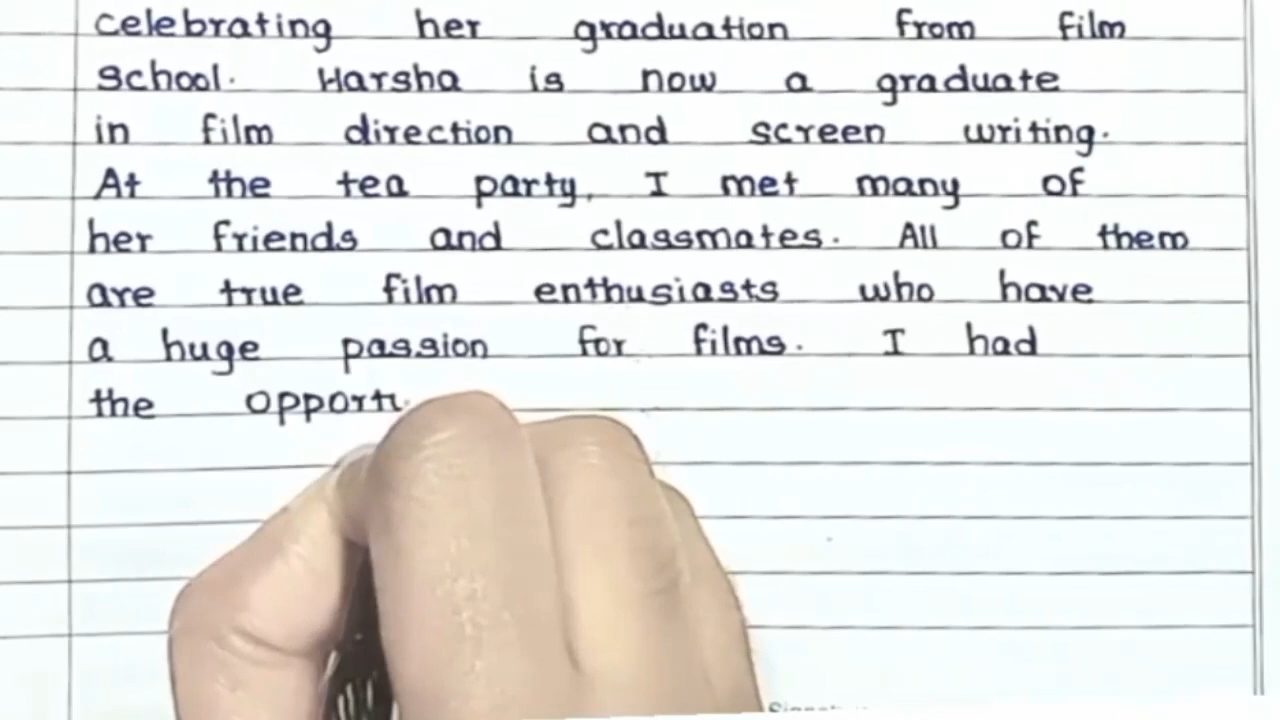 celebrating her graduation from film
school. Harsha is now a graduate
in film direction and screen writing.
At the tea party, I met many of
her friends and classmates. All of them
are true film enthusiasts who have
a huge passion for films. I had
the